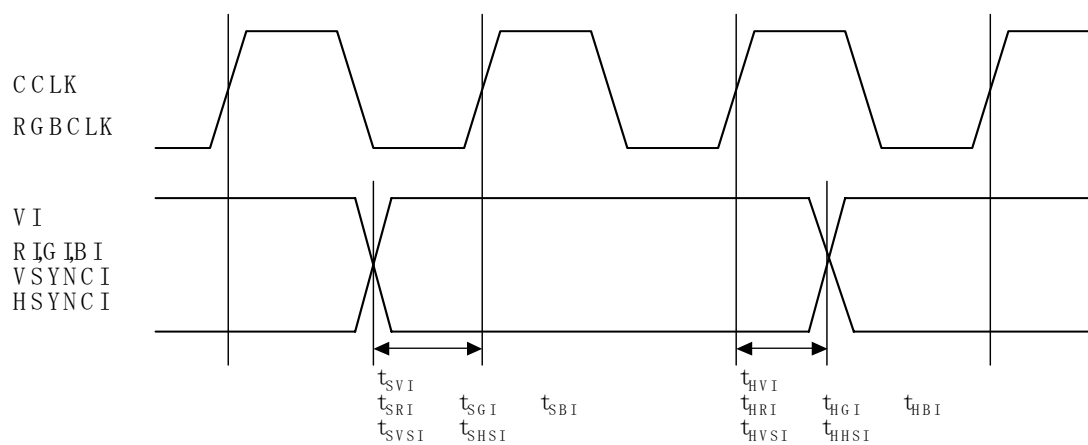 CCLK
RGBCLK
VI
RI,GI,BI
VSYNCI
HSYNCI
tSVI
tSRI tSGI tSBI
tSVSI tSHSI
tHVI
tHRI tHGI tHBI
tHVSI tHHSI